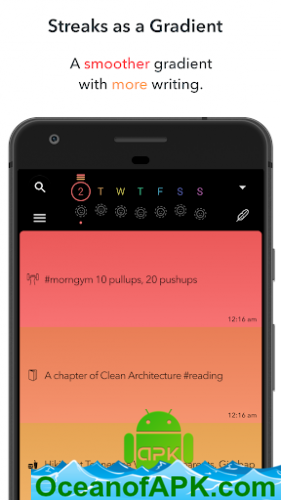 Streaks as a Gradient
A smoother gradient
with more writing.
2 T W T F S S
#morngym 10 pullups, 20 pushups
12:16 am
A chapter of Clean Architecture #reading
12:16 am
APK
OceanofAPK.com